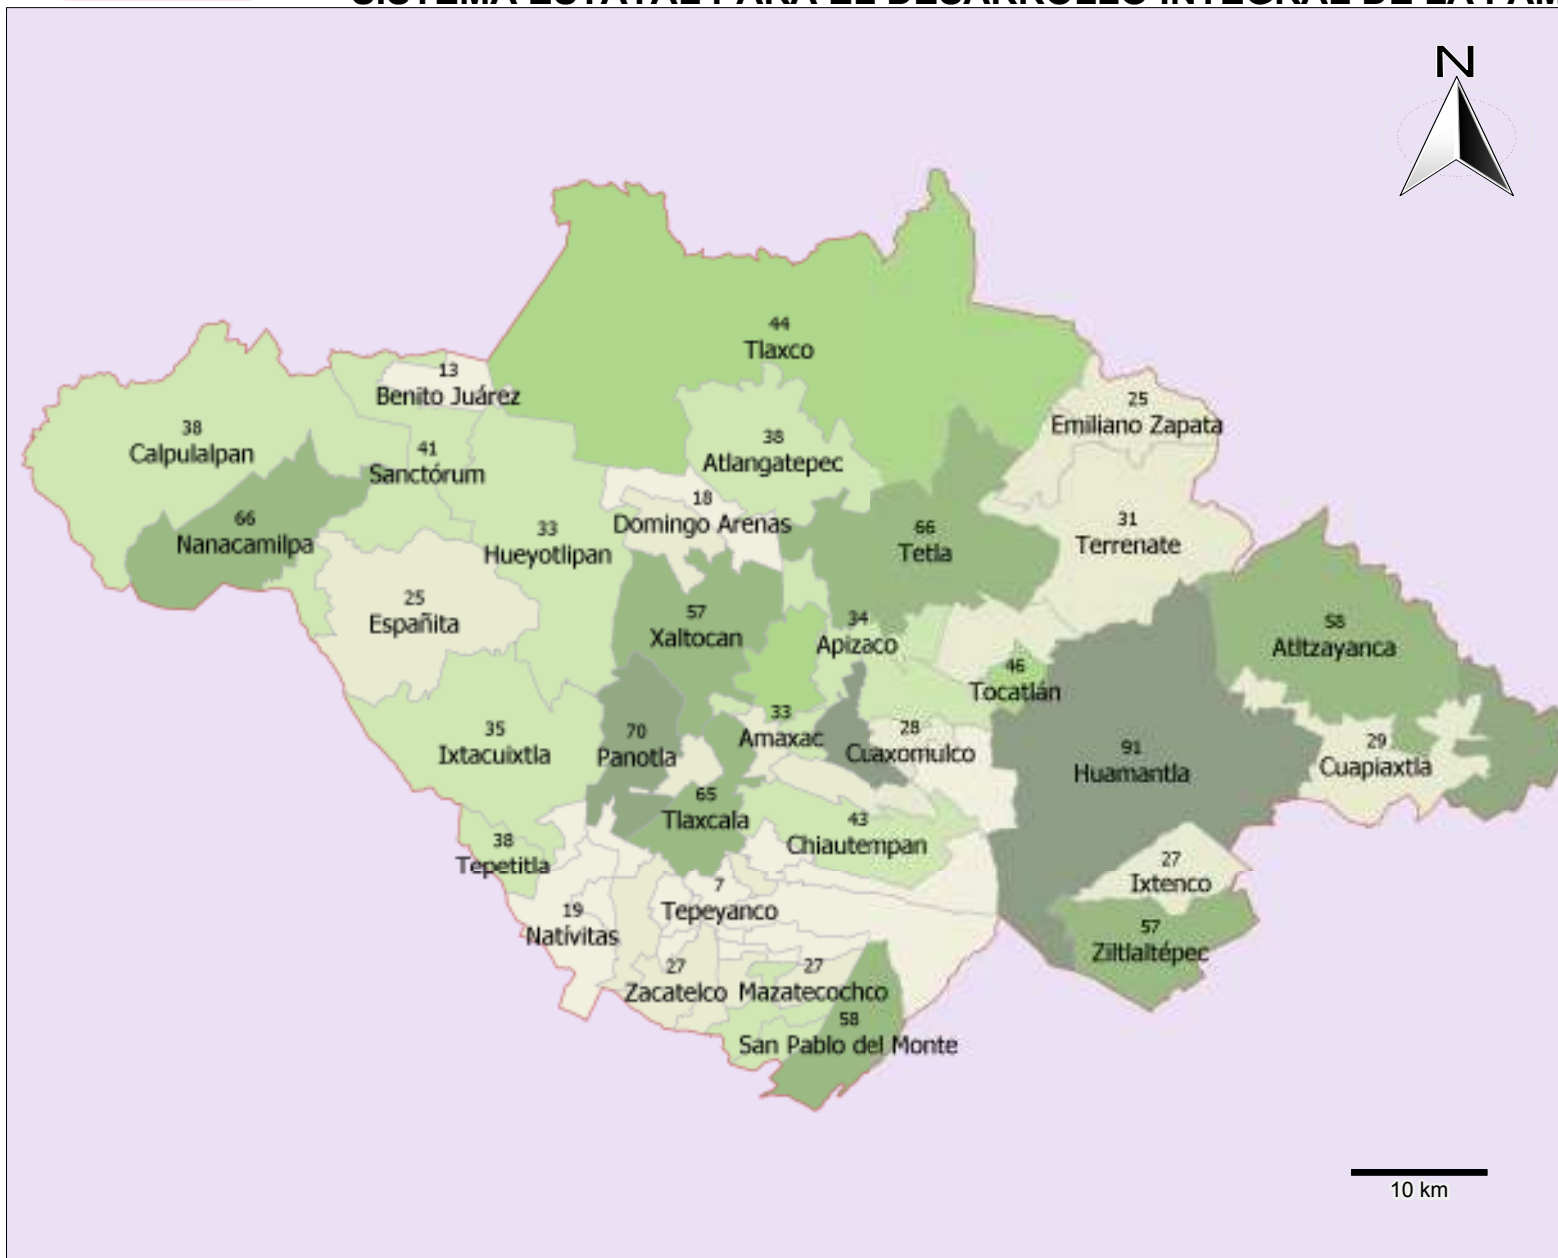 N
44
Tlaxco
13
Benito Juárez
25
Emiliano Zapata
38
Calpulalpan
41
Sanctórum
38
Atlangatepec
18
Domingo Arenas
66
Nanacamilpa
33
Hueyotlipan
66
Tetla
31
Terrenate
25
Españita
57
Xaltocan
34
Apizaco
58
Atltzayanca
46
Tocatlán
35
Ixtacuixtla
70
Panotla
33
Amaxac
28
Cuaxomulco
91
Huamantla
29
Cuapiaxtla
65
Tlaxcala
43
Chiautempan
38
Tepetitla
27
Ixtenco
7
Tepeyanco
19
Natívitas
57
Ziltlaltépec
27
Zacatelco
27
Mazatecochco
58
San Pablo del Monte
10 km